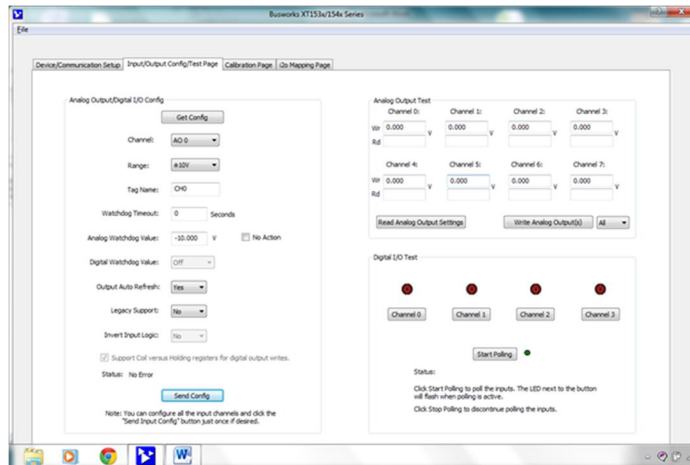 Busworks XT153x/154x Series
File
Device/Communication Setup Input/Output Config/Test Page Calibration Page i2o Mapping Page
Analog Output/Digital I/O Config
Get Config
Channel: AO 0
Range: ±10V
Tag Name: CH0
Watchdog Timeout: 0 Seconds
Analog Watchdog Value: -10.000 V No Action
Digital Watchdog Value: Off
Output Auto Refresh: Yes
Legacy Support: No
Invert Input Logic: No
Support Coil versus Holding registers for digital output writes.
Status: No Error
Send Config
Note: You can configure all the input channels and click the
"Send Input Config" button just once if desired.
Analog Output Test
Channel 0: Channel 1: Channel 2: Channel 3:
Wr 0.000 V 0.000 V 0.000 V 0.000 V
Rd
Channel 4: Channel 5: Channel 6: Channel 7:
Wr 0.000 V 0.000 V 0.000 V 0.000 V
Rd
Read Analog Output Settings Write Analog Output(s) All
Digital I/O Test
Channel 0 Channel 1 Channel 2 Channel 3
Start Polling
Status:
Click Start Polling to poll the inputs. The LED next to the button
will flash when polling is active.
Click Stop Polling to discontinue polling the inputs.